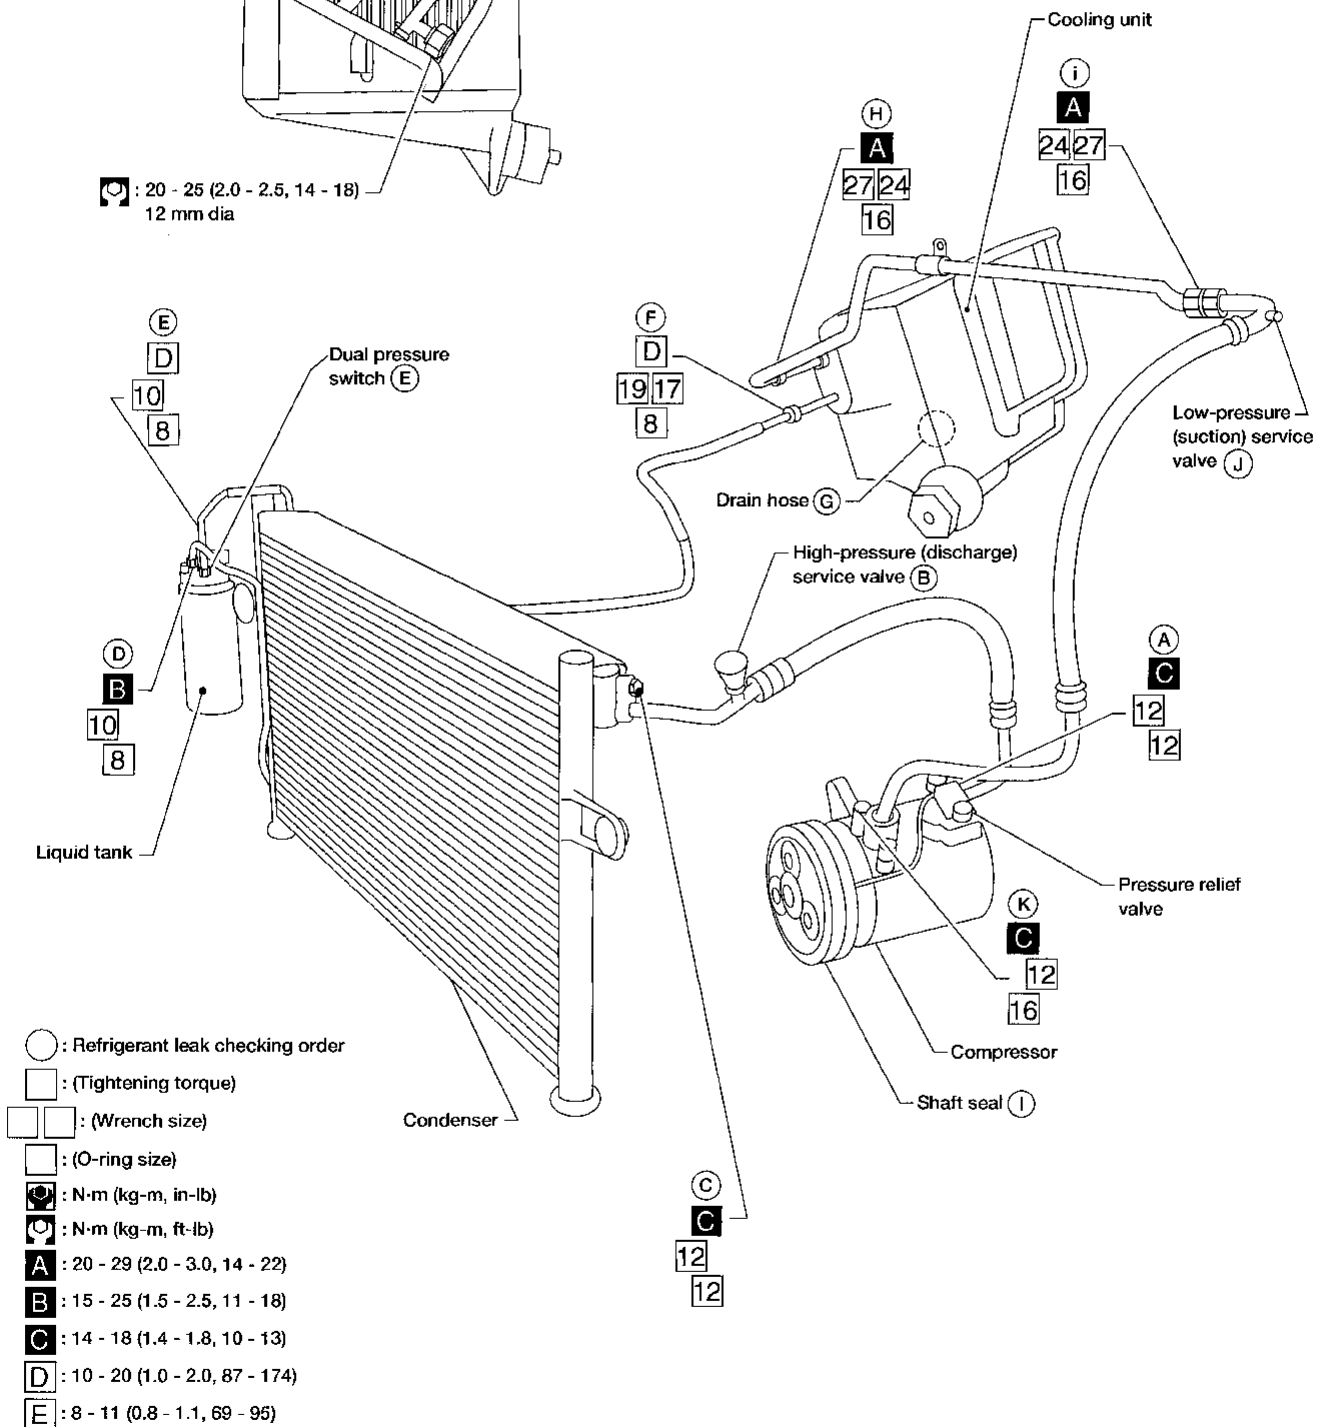 Cooling unit
i
A
24 27
16
H
A
27 24
16
: 20 - 25 (2.0 - 2.5, 14 - 18)
12 mm dia
E
D
10
8
Dual pressure
switch E
F
D
19 17
8
Low-pressure
(suction) service
valve J
Drain hose G
High-pressure (discharge)
service valve B
D
B
10
8
A
C
12
12
Liquid tank
Pressure relief
valve
K
C
12
16
Compressor
Shaft seal I
Condenser
C
C
12
12
: Refrigerant leak checking order
: (Tightening torque)
: (Wrench size)
: (O-ring size)
: N·m (kg-m, in-lb)
: N·m (kg-m, ft-lb)
A : 20 - 29 (2.0 - 3.0, 14 - 22)
B : 15 - 25 (1.5 - 2.5, 11 - 18)
C : 14 - 18 (1.4 - 1.8, 10 - 13)
D : 10 - 20 (1.0 - 2.0, 87 - 174)
E : 8 - 11 (0.8 - 1.1, 69 - 95)